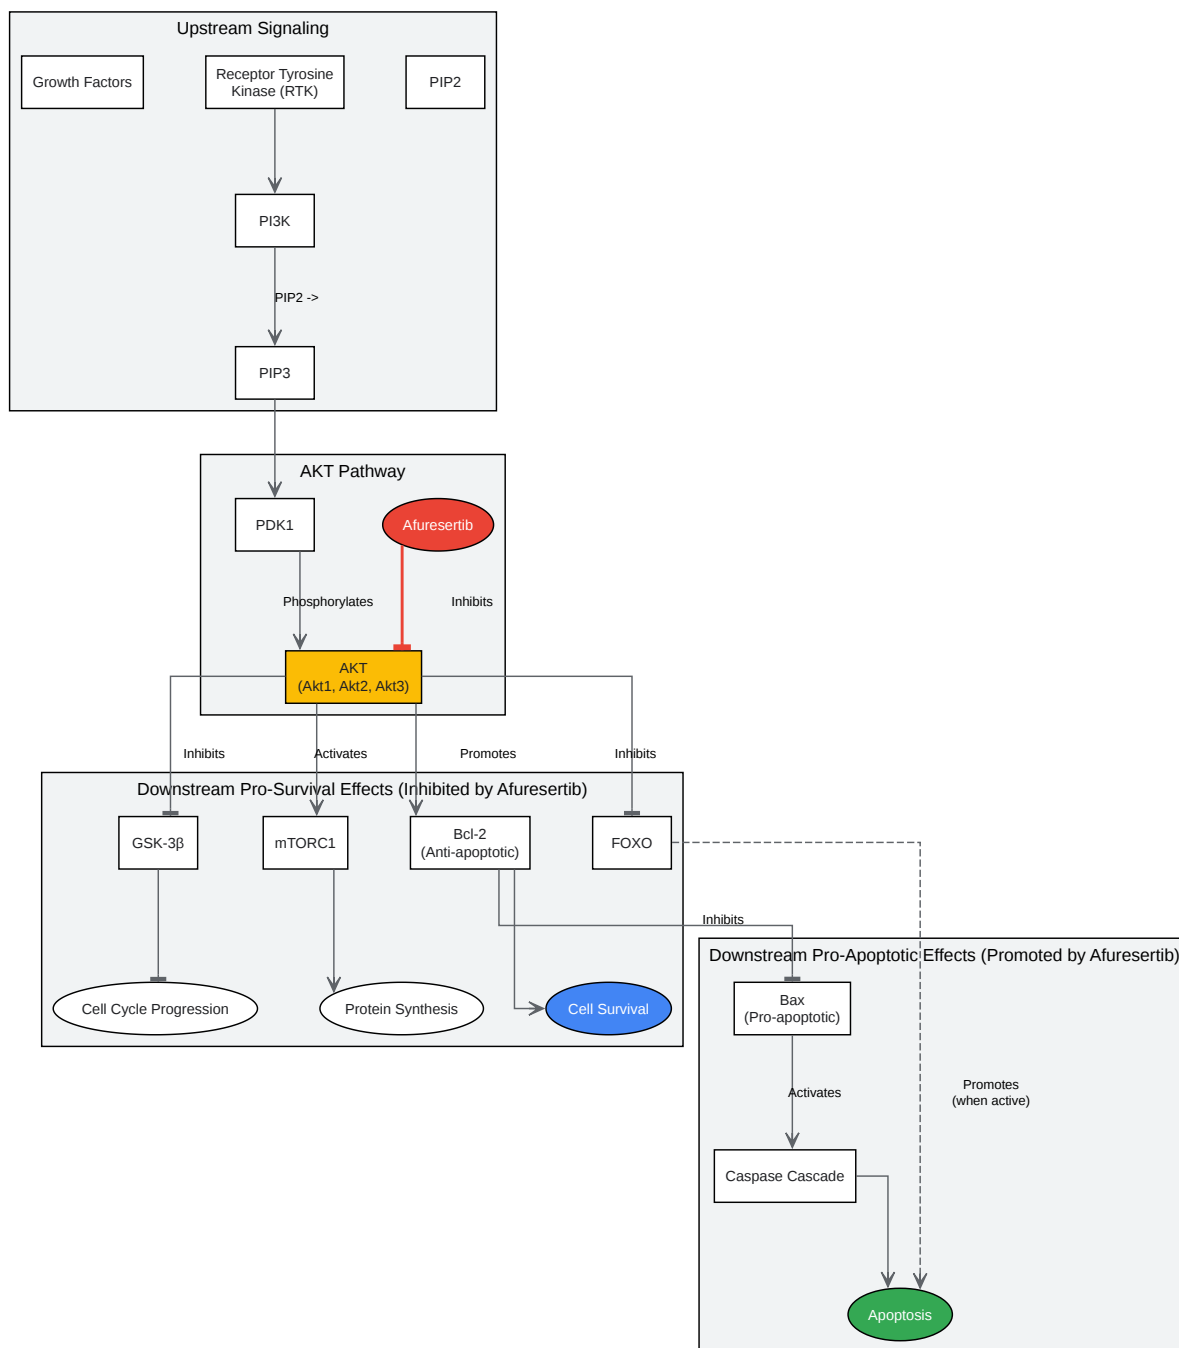 Upstream Signaling
Growth Factors
Receptor Tyrosine
Kinase (RTK)
PIP2
PI3K
PIP2 ->
PIP3
AKT Pathway
PDK1
Afuresertib
Phosphorylates
Inhibits
AKT
(Akt1, Akt2, Akt3)
Inhibits
Activates
Promotes
Inhibits
Downstream Pro-Survival Effects (Inhibited by Afuresertib)
GSK-3β
mTORC1
Bcl-2
(Anti-apoptotic)
FOXO
Inhibits
Downstream Pro-Apoptotic Effects (Promoted by Afuresertib)
Cell Cycle Progression
Protein Synthesis
Cell Survival
Bax
(Pro-apoptotic)
Activates
Promotes
(when active)
Caspase Cascade
Apoptosis